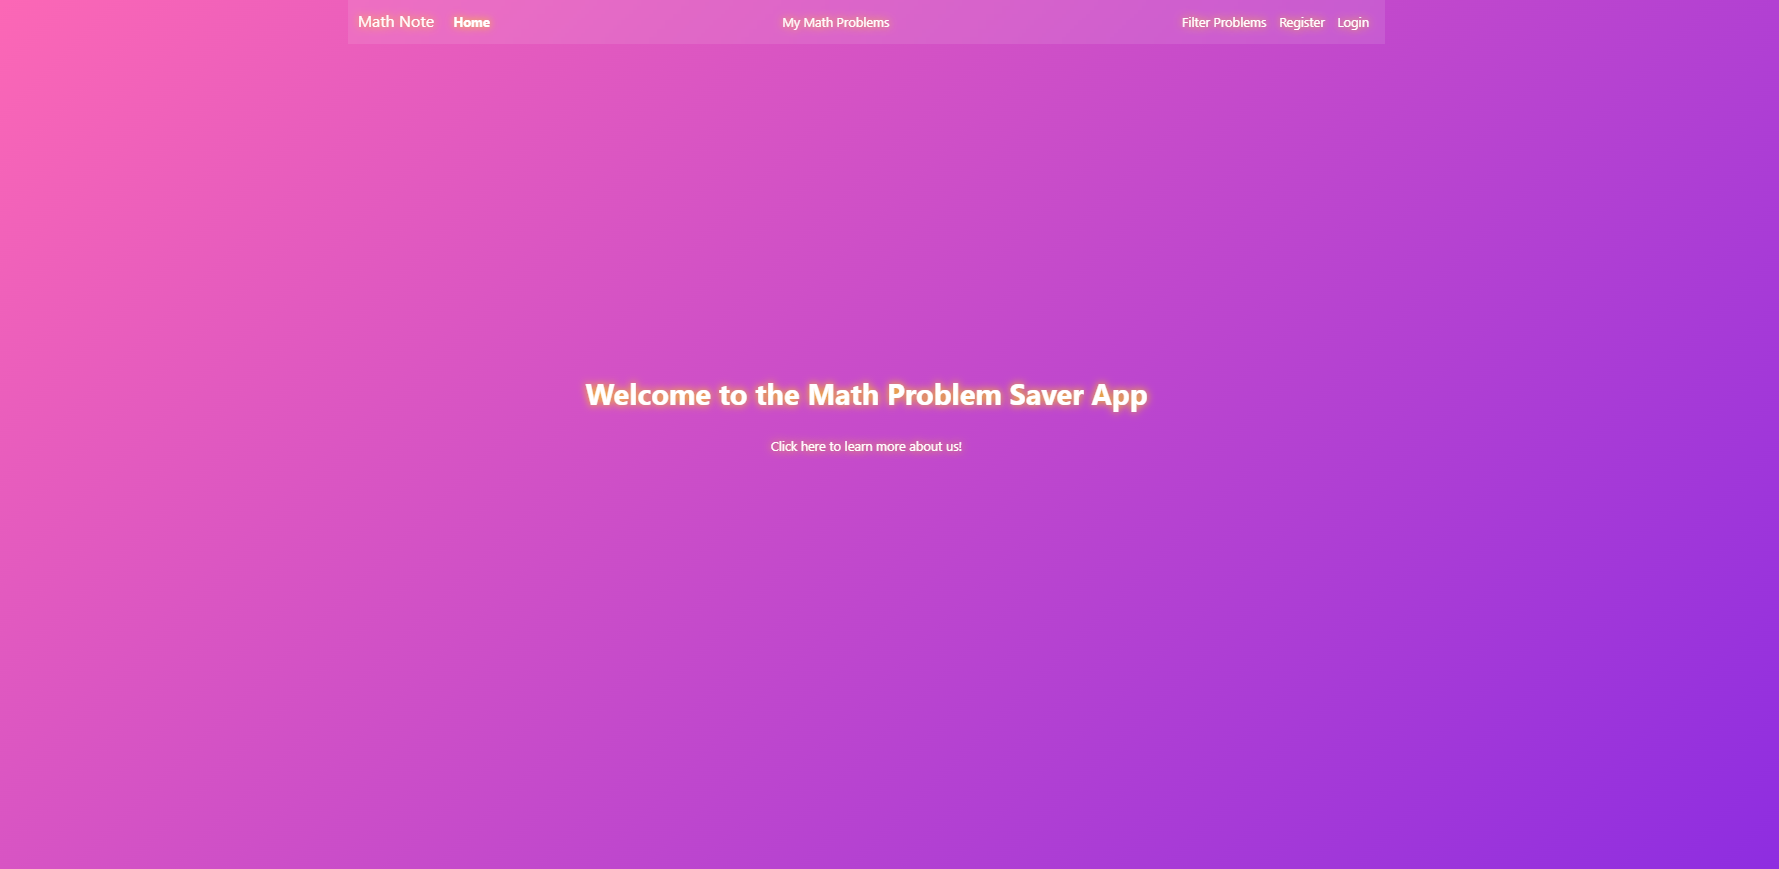 Math Note Home My Math Problems Filter Problems Register Login
Welcome to the Math Problem Saver App
Click here to learn more about us!